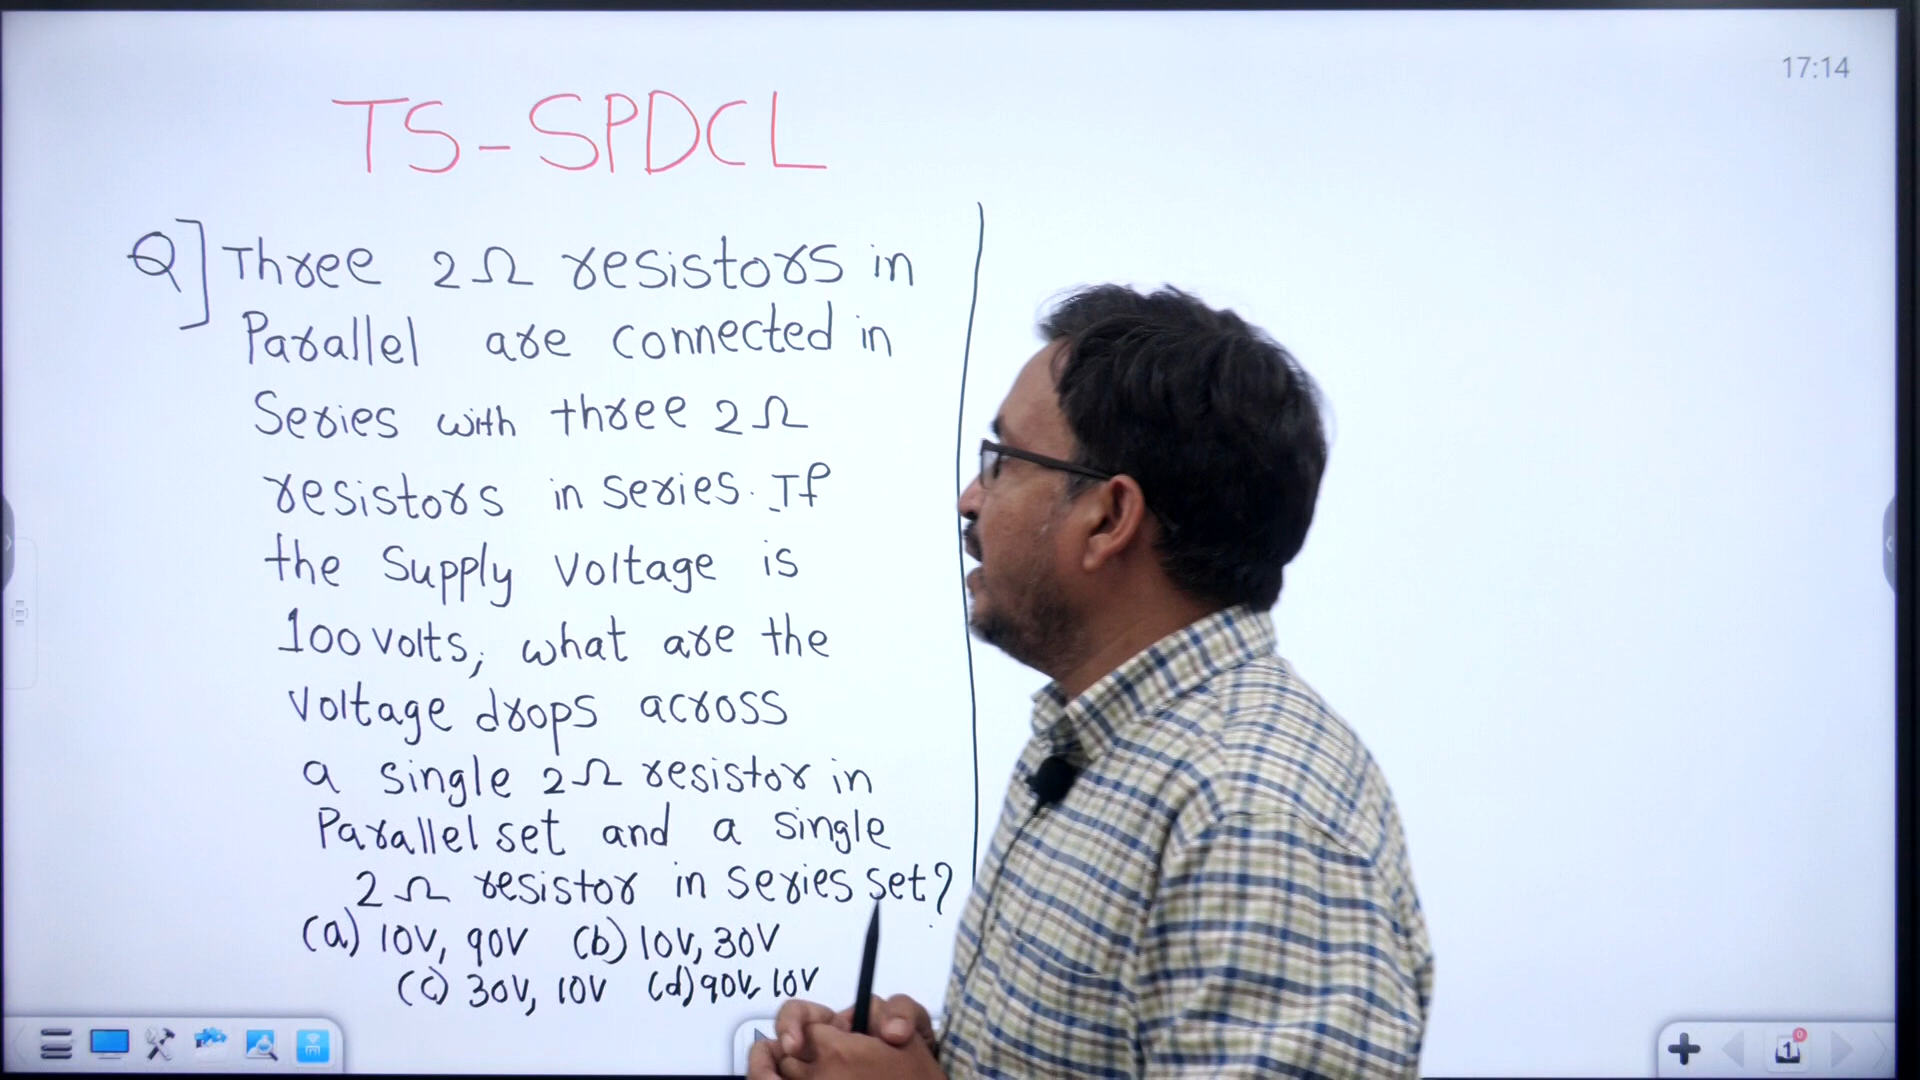 17:14
TS-SPDCL
Q] Three 2Ω resistors in
Parallel are connected in
Series with three 2Ω
resistors in series. If
the Supply Voltage is
100 volts, what are the
Voltage drops across
a single 2Ω resistor in
Parallel set and a single
2Ω resistor in series set?
(a) 10V, 90V (b) 10V, 30V
(c) 30V, 10V (d) 90V, 10V
1
0